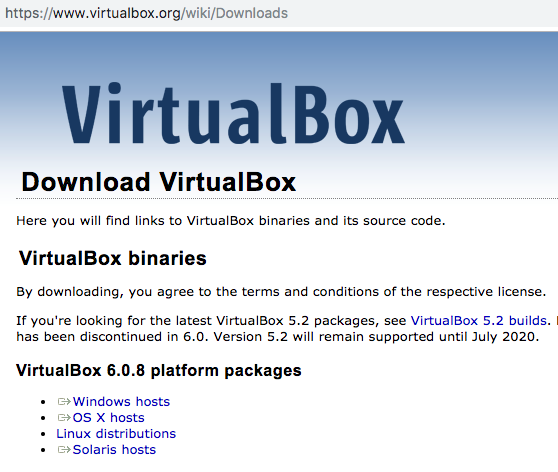 https://www.virtualbox.org/wiki/Downloads
VirtualBox
Download VirtualBox
Here you will find links to VirtualBox binaries and its source code.
VirtualBox binaries
By downloading, you agree to the terms and conditions of the respective license.
If you're looking for the latest VirtualBox 5.2 packages, see VirtualBox 5.2 builds.
has been discontinued in 6.0. Version 5.2 will remain supported until July 2020.
VirtualBox 6.0.8 platform packages
Windows hosts
OS X hosts
Linux distributions
Solaris hosts